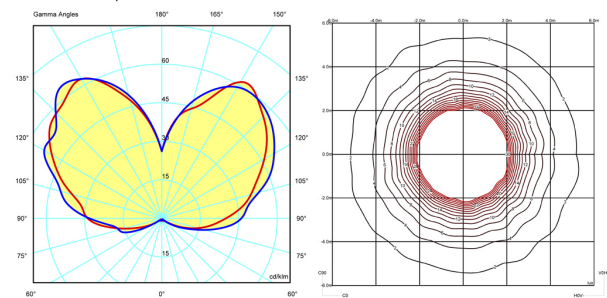 Gamma Angles 180° 165° 150°
60
135° 135°
45
120° 30 120°
105° 15 105°
90° 90°
75° 75°
15
cd/klm
60° 0° 60°
-6.0m -4.0m -2.0m 0.0m 2.0m 4.0m 6.0m
6.0m
4.0m
2.0m
0.0m
-2.0m
-4.0m
C90 V0H
-6.0m lux
C0 H0V